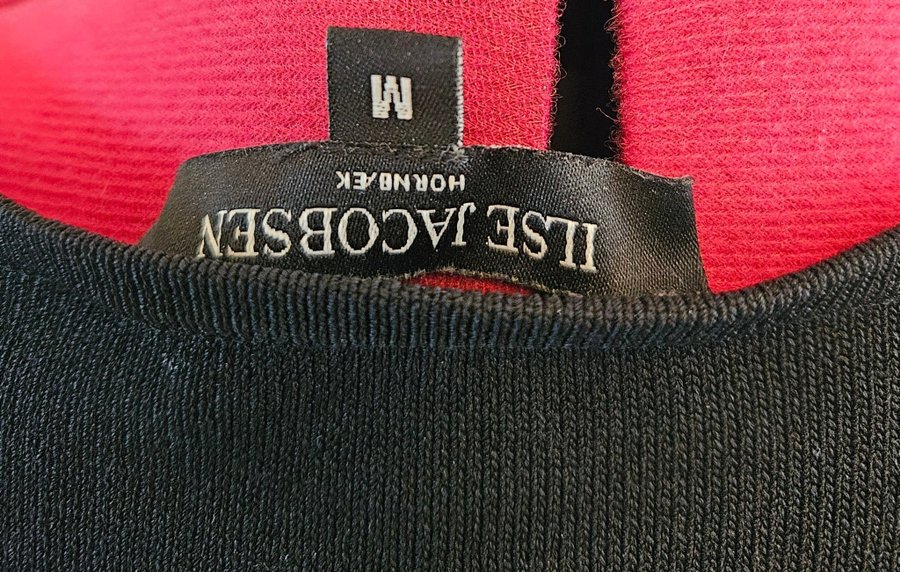 ILSE JACOBSEN
HORNBÆK
M